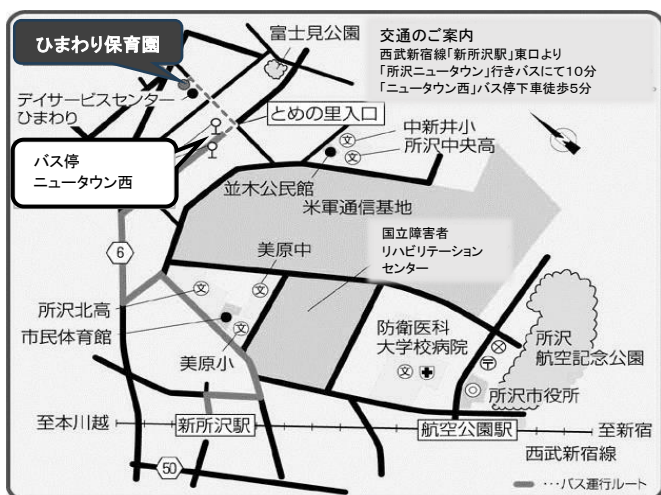 ひまわり保育園
富士見公園
交通のご案内
西武新宿線「新所沢駅」東口より
「所沢ニュータウン」行きバスにて10分
「ニュータウン西」バス停下車徒歩5分
デイサービスセンター
ひまわり
とめの里入口
中新井小
所沢中央高
バス停
ニュータウン西
並木公民館
米軍通信基地
国立障害者
リハビリテーション
センター
6
美原中
所沢北高
市民体育館
美原小
防衛医科
大学校病院
所沢
航空記念公園
所沢市役所
至本川越
新所沢駅
航空公園駅
至新宿
西武新宿線
50
・・・バス運行ルート
文
文
文
文
文
文